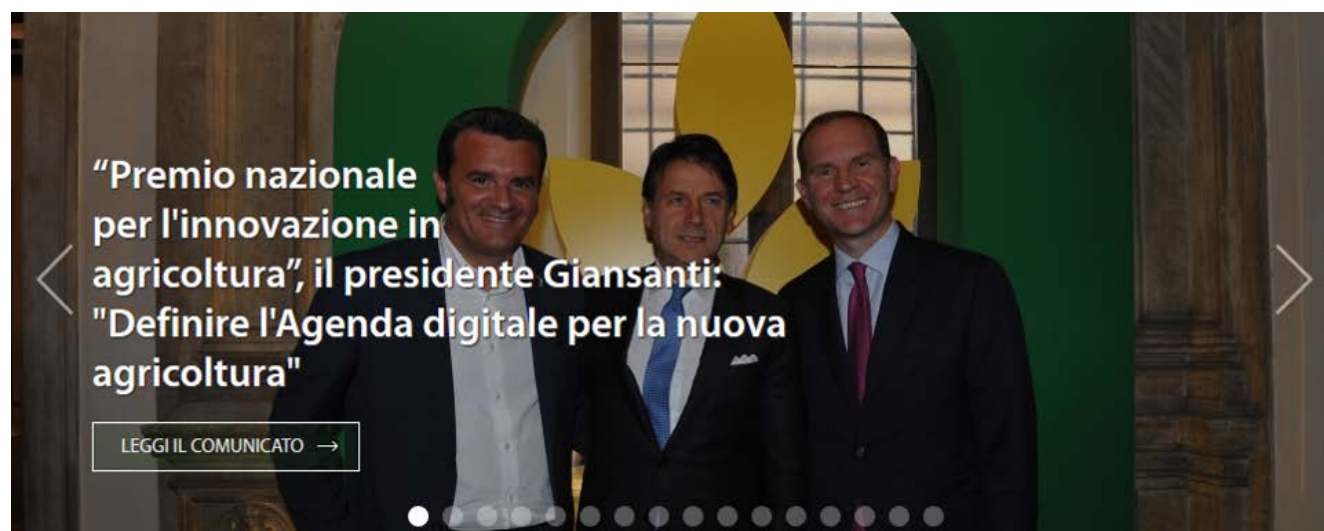 “Premio nazionale
per l'innovazione in
agricoltura”, il presidente Giansanti:
"Definire l'Agenda digitale per la nuova
agricoltura"
LEGGI IL COMUNICATO →